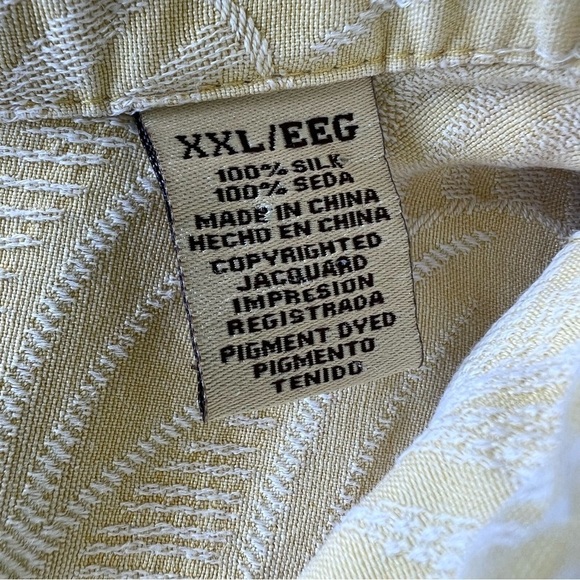 XXL/EEG
100% SILK
100% SEDA
MADE IN CHINA
HECHO EN CHINA
COPYRIGHTED
JACQUARD
IMPRESION
REGISTRADA
PIGMENT DYED
PIGMENTO
TENIDO